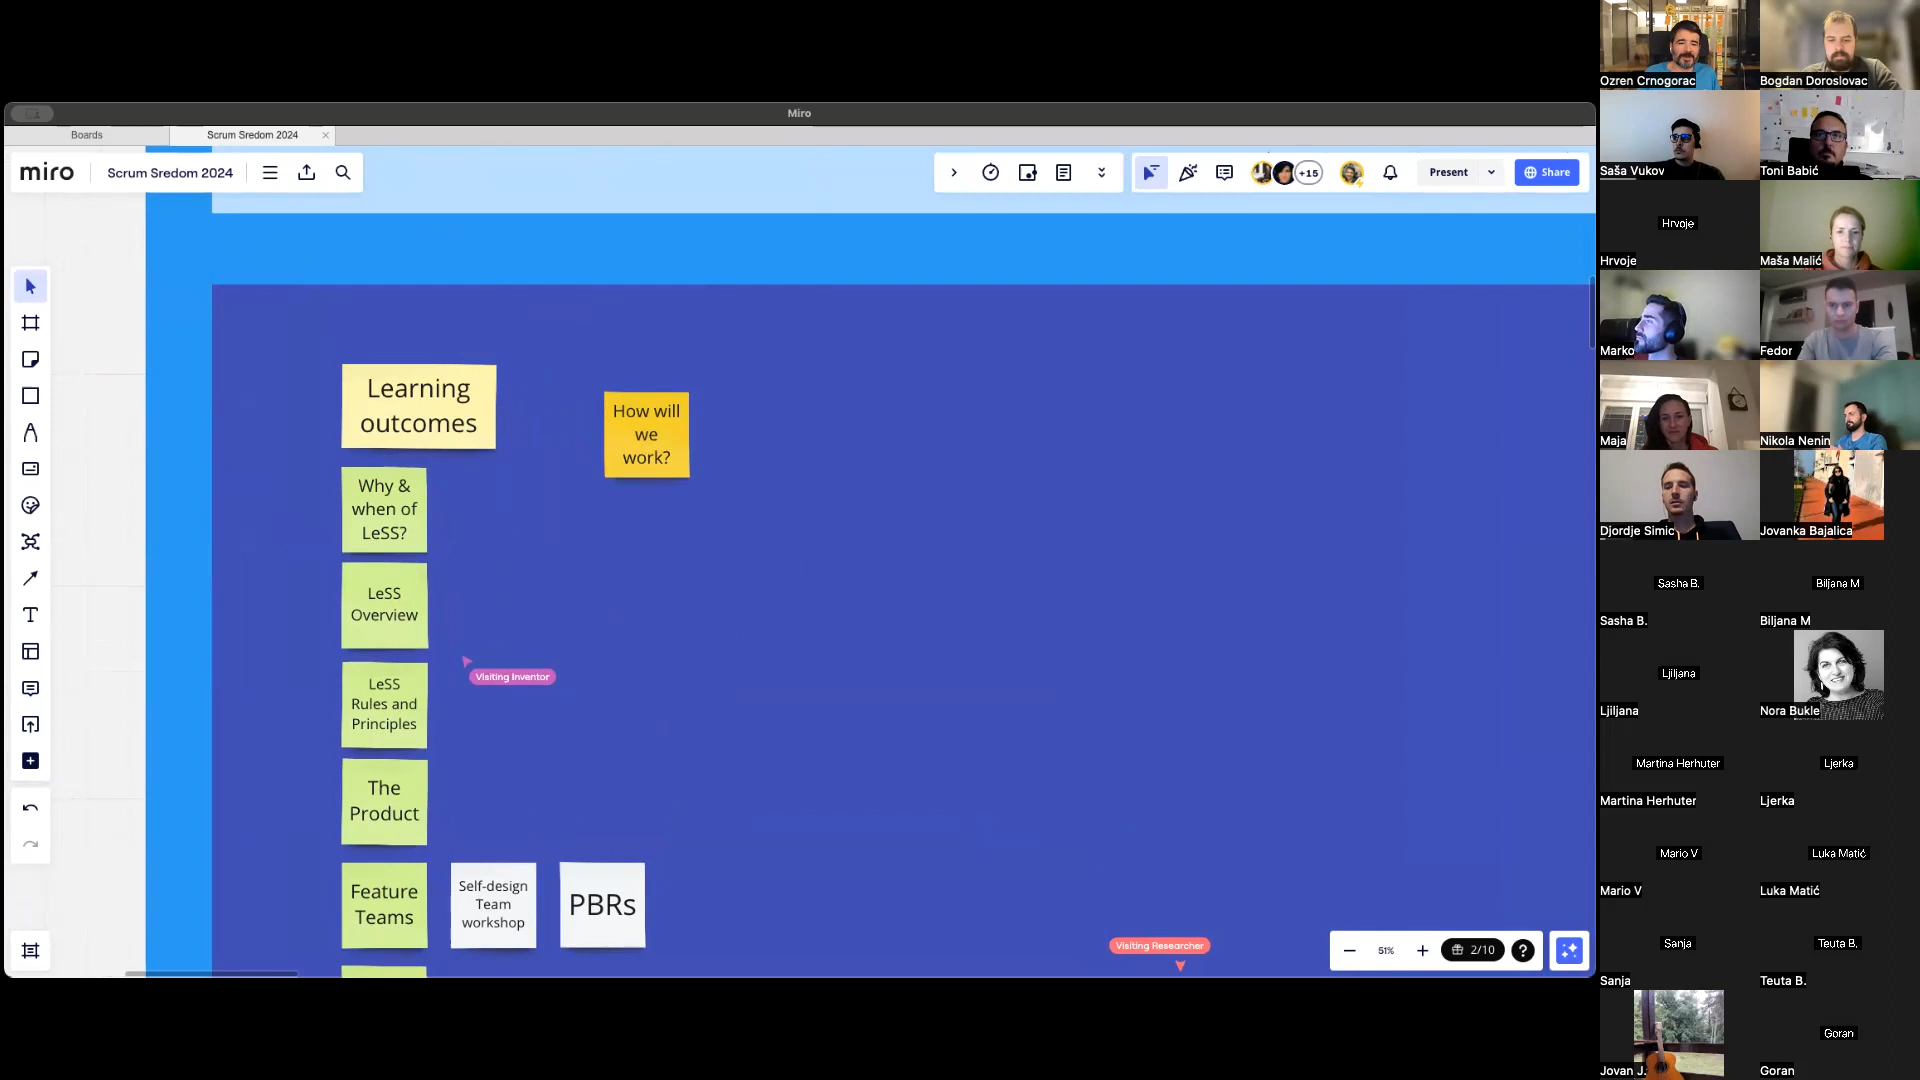 Miro
Boards
Scrum Sredom 2024
miro
Scrum Sredom 2024
+15
Present
Share
Learning
outcomes
How will
we
work?
Why &
when of
LeSS?
LeSS
Overview
Visiting Inventor
LeSS
Rules and
Principles
The
Product
Feature
Teams
Self-design
Team
workshop
PBRs
Visiting Researcher
51%
2/10
?
Ozren Crnogorac
Bogdan Doroslovac
Saša Vukov
Toni Babić
Hrvoje
Hrvoje
Maša Malić
Marko
Fedor
Maja
Nikola Nenin
Djordje Simic
Jovanka Bajalica
Sasha B.
Biljana M
Sasha B.
Biljana M
Ljiljana
Ljiljana
Nora Bukle
Martina Herhuter
Ljerka
Martina Herhuter
Ljerka
Mario V
Luka Matić
Mario V
Luka Matić
Sanja
Teuta B.
Sanja
Teuta B.
Goran
Jovan J.
Goran